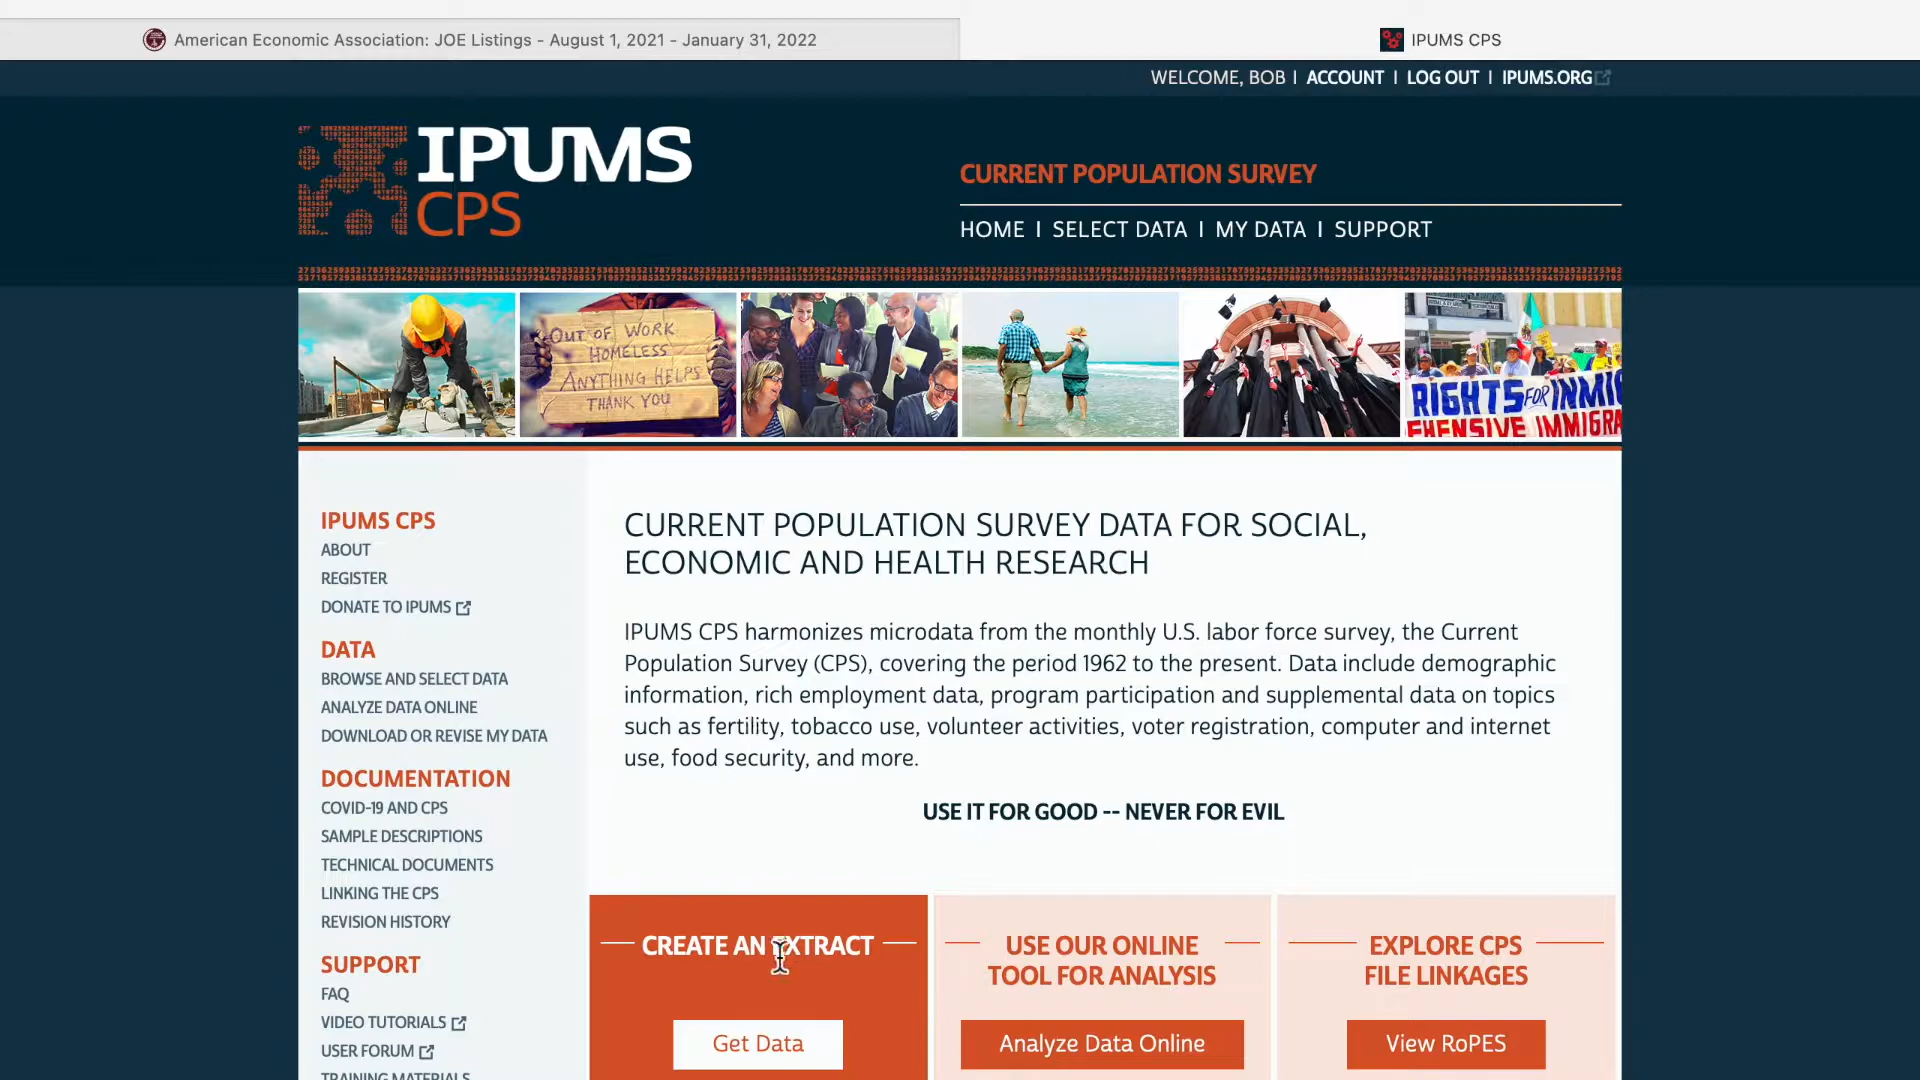 American Economic Association: JOE Listings - August 1, 2021 - January 31, 2022
IPUMS CPS
WELCOME, BOB | ACCOUNT | LOG OUT | IPUMS.ORG
IPUMS
CPS
CURRENT POPULATION SURVEY
HOME | SELECT DATA | MY DATA | SUPPORT
OUT OF WORK
HOMELESS
ANYTHING HELPS
THANK YOU
RIGHTS FOR INMI
EHENSIVE IMMIGRA
IPUMS CPS
ABOUT
REGISTER
DONATE TO IPUMS
DATA
BROWSE AND SELECT DATA
ANALYZE DATA ONLINE
DOWNLOAD OR REVISE MY DATA
DOCUMENTATION
COVID-19 AND CPS
SAMPLE DESCRIPTIONS
TECHNICAL DOCUMENTS
LINKING THE CPS
REVISION HISTORY
SUPPORT
FAQ
VIDEO TUTORIALS
USER FORUM
TRAINING MATERIALS
CURRENT POPULATION SURVEY DATA FOR SOCIAL,
ECONOMIC AND HEALTH RESEARCH
IPUMS CPS harmonizes microdata from the monthly U.S. labor force survey, the Current
Population Survey (CPS), covering the period 1962 to the present. Data include demographic
information, rich employment data, program participation and supplemental data on topics
such as fertility, tobacco use, volunteer activities, voter registration, computer and internet
use, food security, and more.
USE IT FOR GOOD -- NEVER FOR EVIL
CREATE AN EXTRACT
Get Data
USE OUR ONLINE
TOOL FOR ANALYSIS
Analyze Data Online
EXPLORE CPS
FILE LINKAGES
View RoPES